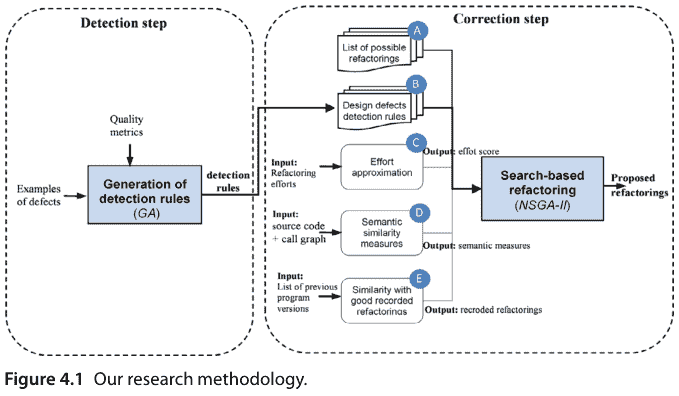 Detection step
Correction step
Quality
metrics
Examples
of defects
Generation of
detection rules
(GA)
detection
rules
A
List of possible
refactorings
B
Design defects
detection rules
C
Input:
Refactoring
efforts
Effort
approximation
Output: effot score
D
Input:
source code
+ call graph
Semantic
similarity
measures
Output: semantic measures
E
Input:
List of previous
program
versions
Similarity with
good recorded
refactorings
Output: recroded refactorings
Search-based
refactoring
(NSGA-II)
Proposed
refactorings
Figure 4.1 Our research methodology.